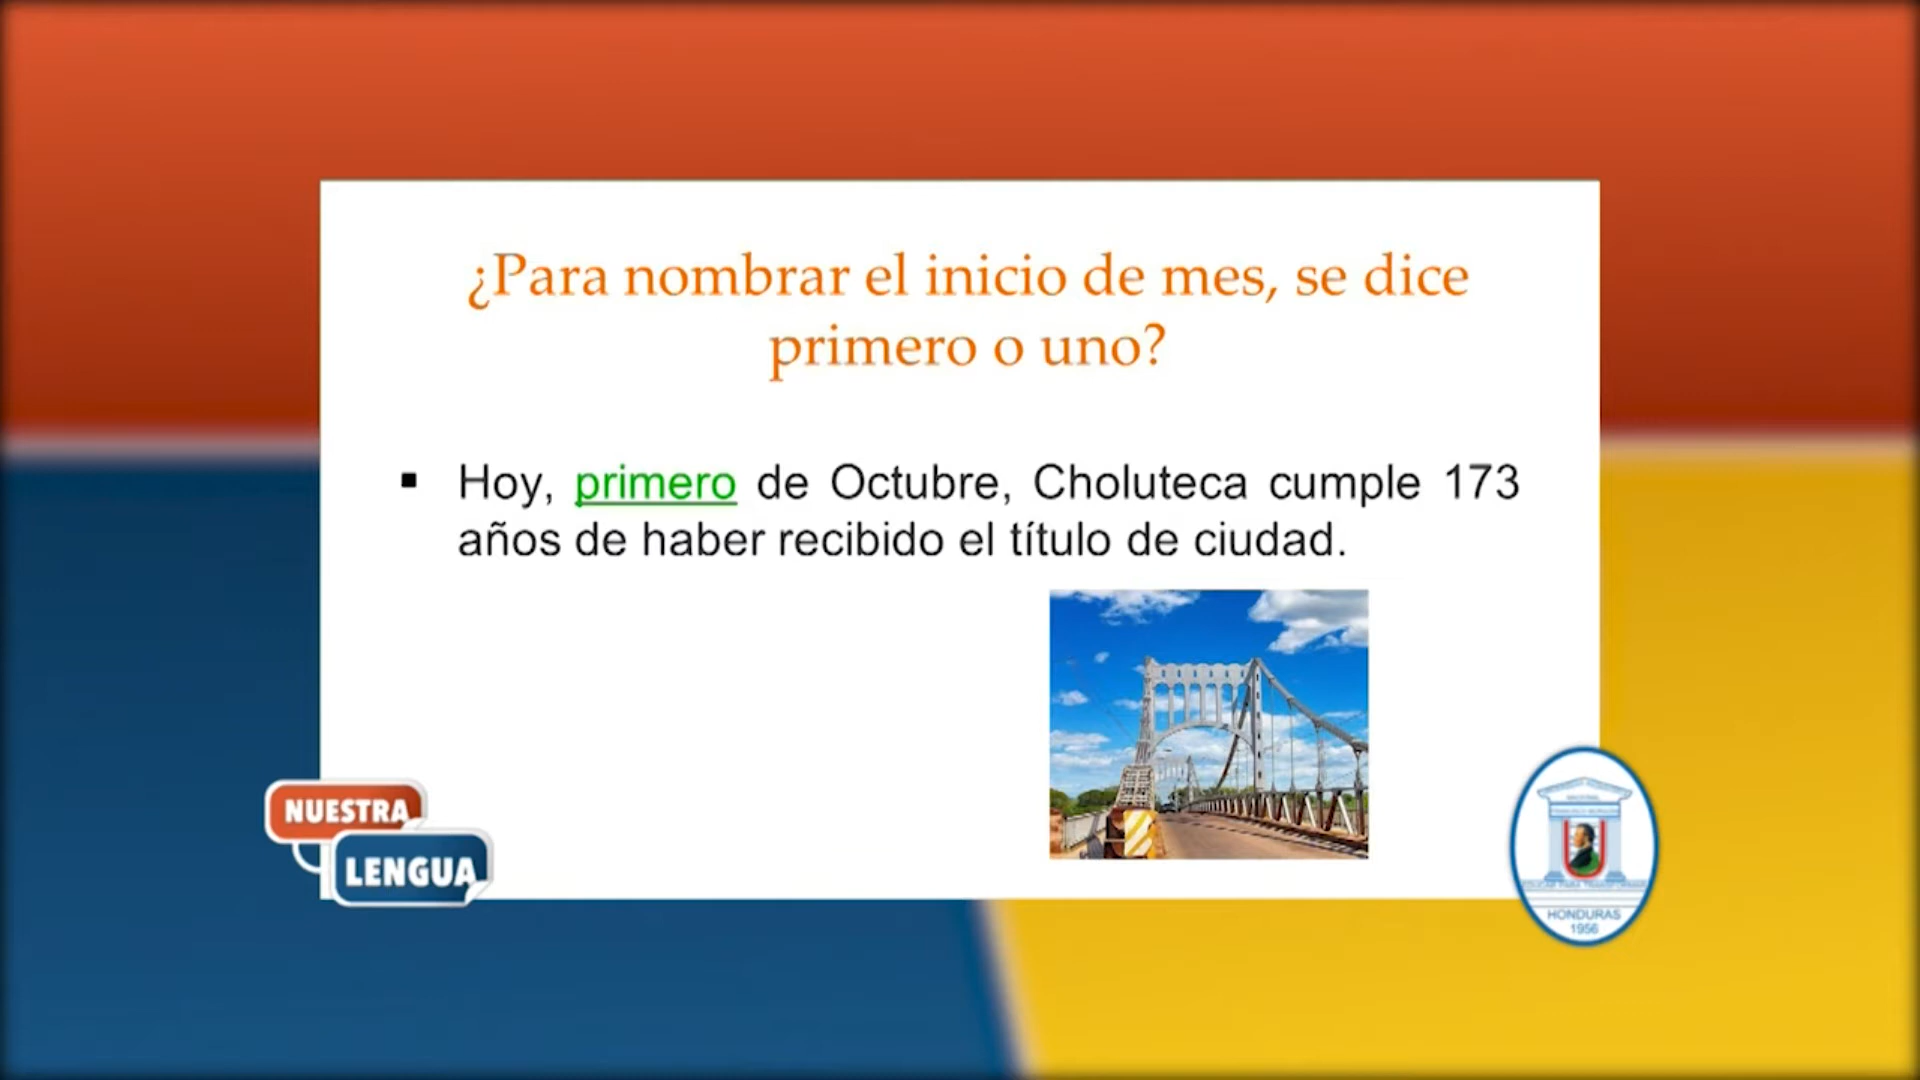 ¿Para nombrar el inicio de mes, se dice
primero o uno?
▪ Hoy, primero de Octubre, Choluteca cumple 173
años de haber recibido el título de ciudad.
NUESTRA
LENGUA
HONDURAS
1956